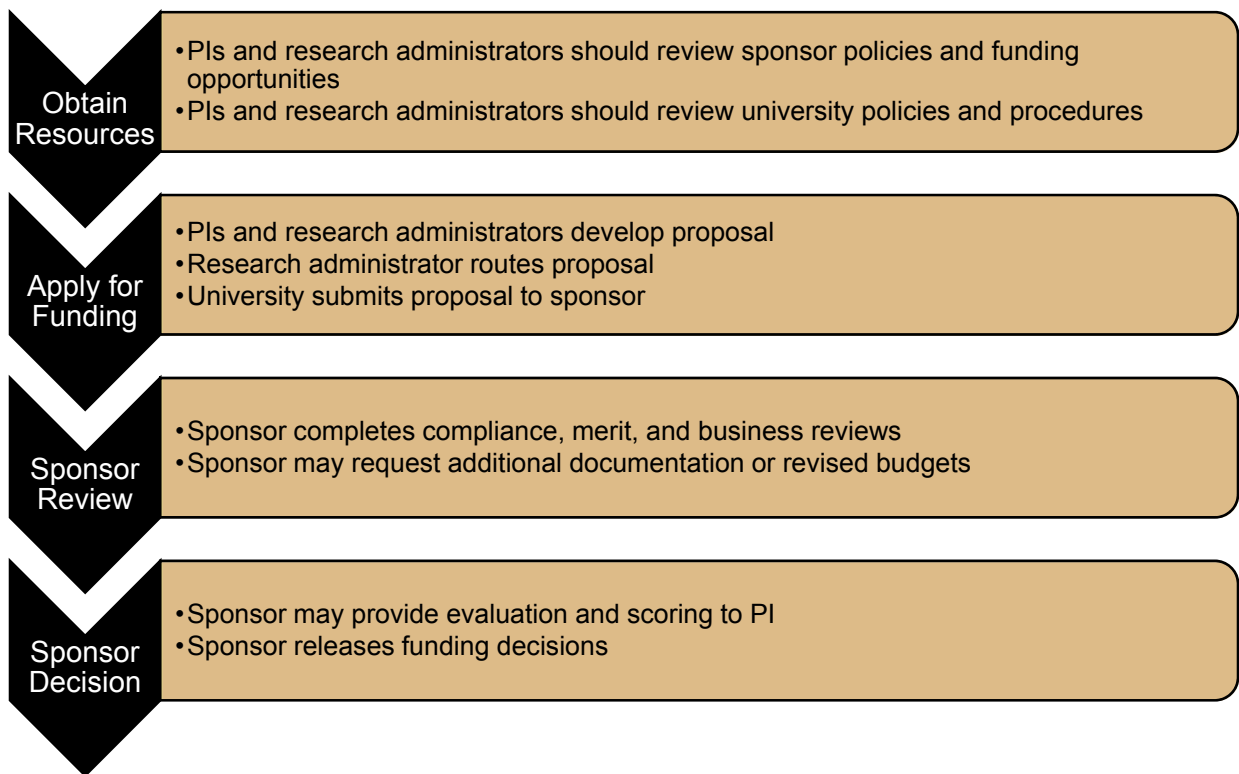 Obtain
Resources
•PIs and research administrators should review sponsor policies and funding
opportunities
•PIs and research administrators should review university policies and procedures
Apply for
Funding
•PIs and research administrators develop proposal
•Research administrator routes proposal
•University submits proposal to sponsor
Sponsor
Review
•Sponsor completes compliance, merit, and business reviews
•Sponsor may request additional documentation or revised budgets
Sponsor
Decision
•Sponsor may provide evaluation and scoring to PI
•Sponsor releases funding decisions